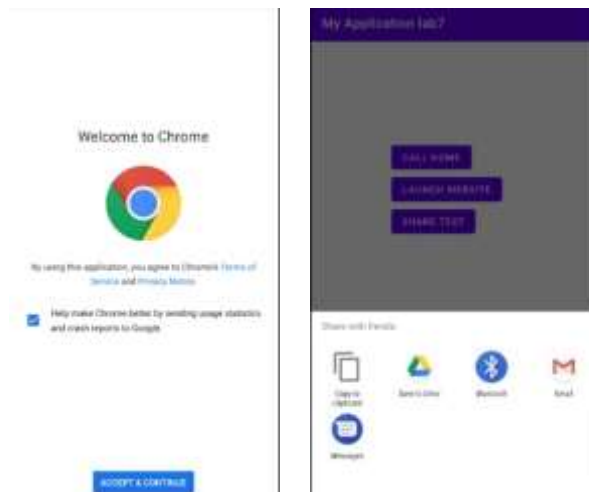 Welcome to Chrome
By using this application, you agree to Chrome's Terms of
Service and Privacy Notice.
Help make Chrome better by sending usage statistics
and crash reports to Google.
ACCEPT & CONTINUE
My Application lab7
CALL HOME
LAUNCH WEBSITE
SHARE TEXT
Share with
Copy to
clipboard
Save to Drive
Bluetooth
Gmail
Messages